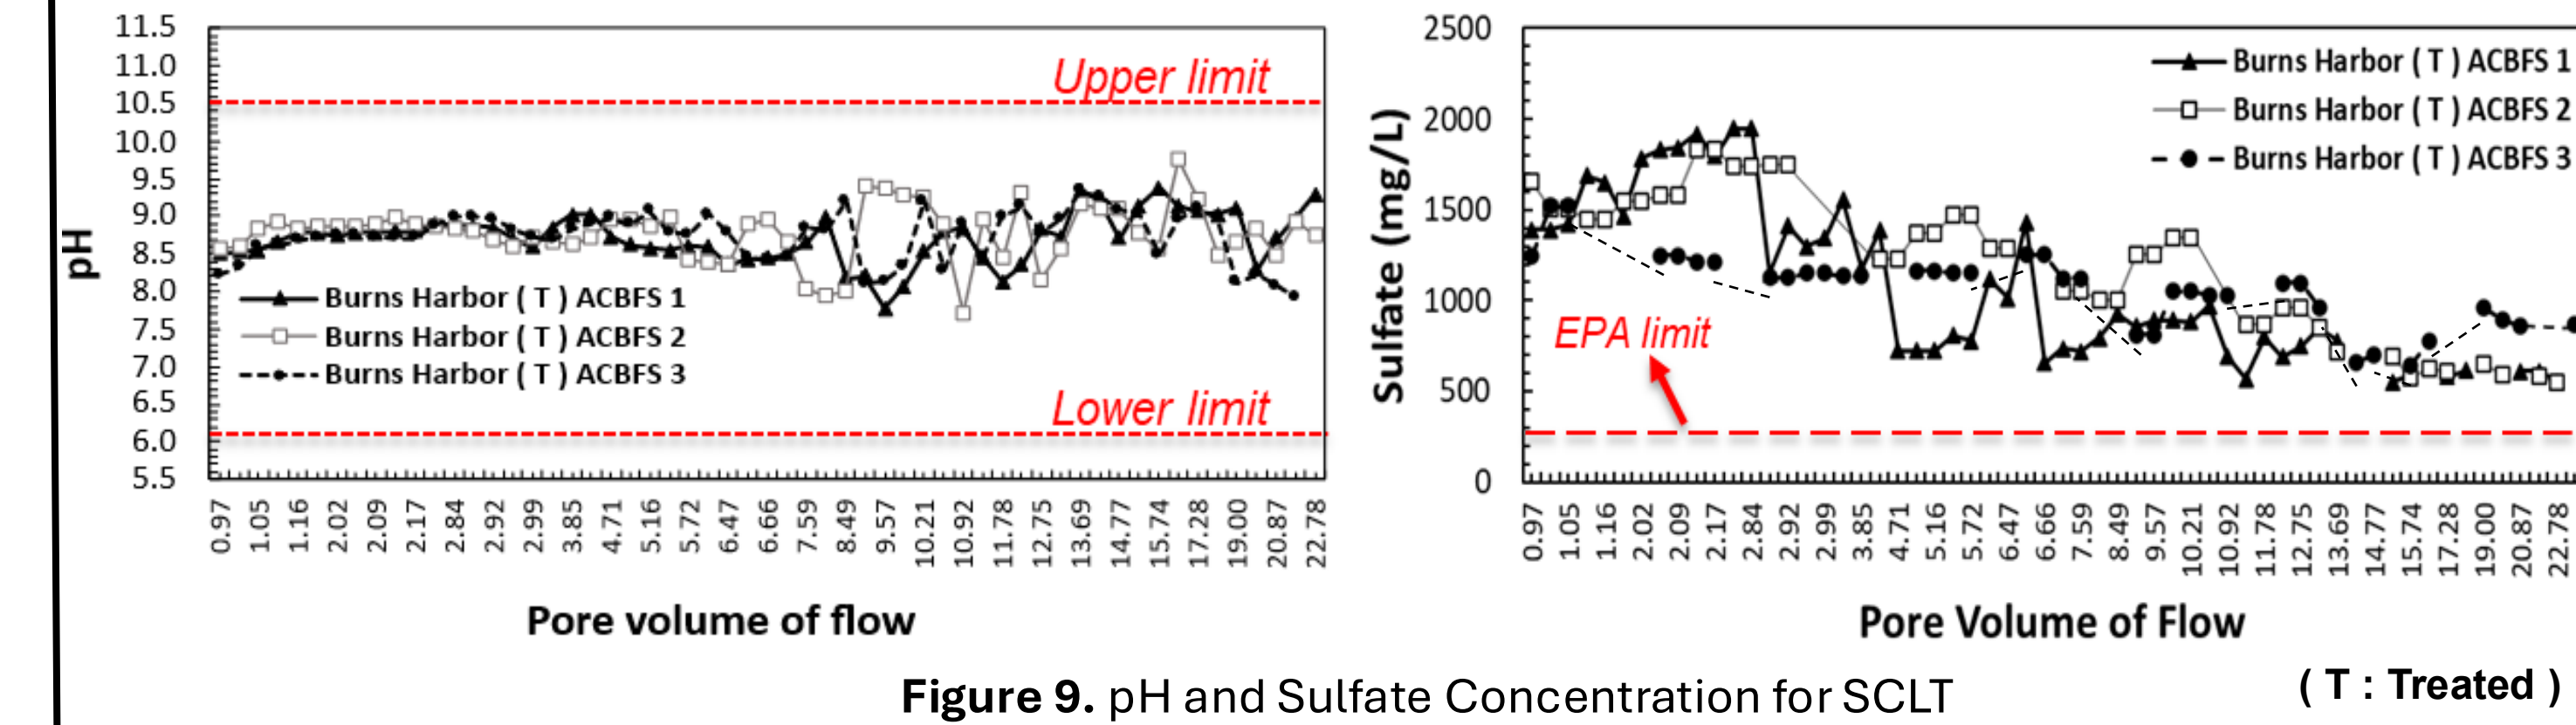 11.5
11.0
10.5
10.0
9.5
9.0
8.5
8.0
7.5
7.0
6.5
6.0
5.5
pH
Upper limit
Burns Harbor ( T ) ACBFS 1
Burns Harbor ( T ) ACBFS 2
Burns Harbor ( T ) ACBFS 3
Lower limit
0.97 1.05 1.16 2.02 2.09 2.17 2.84 2.92 2.99 3.85 4.71 5.16 5.72 6.47 6.66 7.59 8.49 9.57 10.21 10.92 11.78 12.75 13.69 14.77 15.74 17.28 19.00 20.87 22.78
Pore volume of flow
2500
2000
1500
1000
500
0
Sulfate (mg/L)
Burns Harbor ( T ) ACBFS 1
Burns Harbor ( T ) ACBFS 2
Burns Harbor ( T ) ACBFS 3
EPA limit
0.97 1.05 1.16 2.02 2.09 2.17 2.84 2.92 2.99 3.85 4.71 5.16 5.72 6.47 6.66 7.59 8.49 9.57 10.21 10.92 11.78 12.75 13.69 14.77 15.74 17.28 19.00 20.87 22.78
Pore Volume of Flow
Figure 9. pH and Sulfate Concentration for SCLT
( T : Treated )